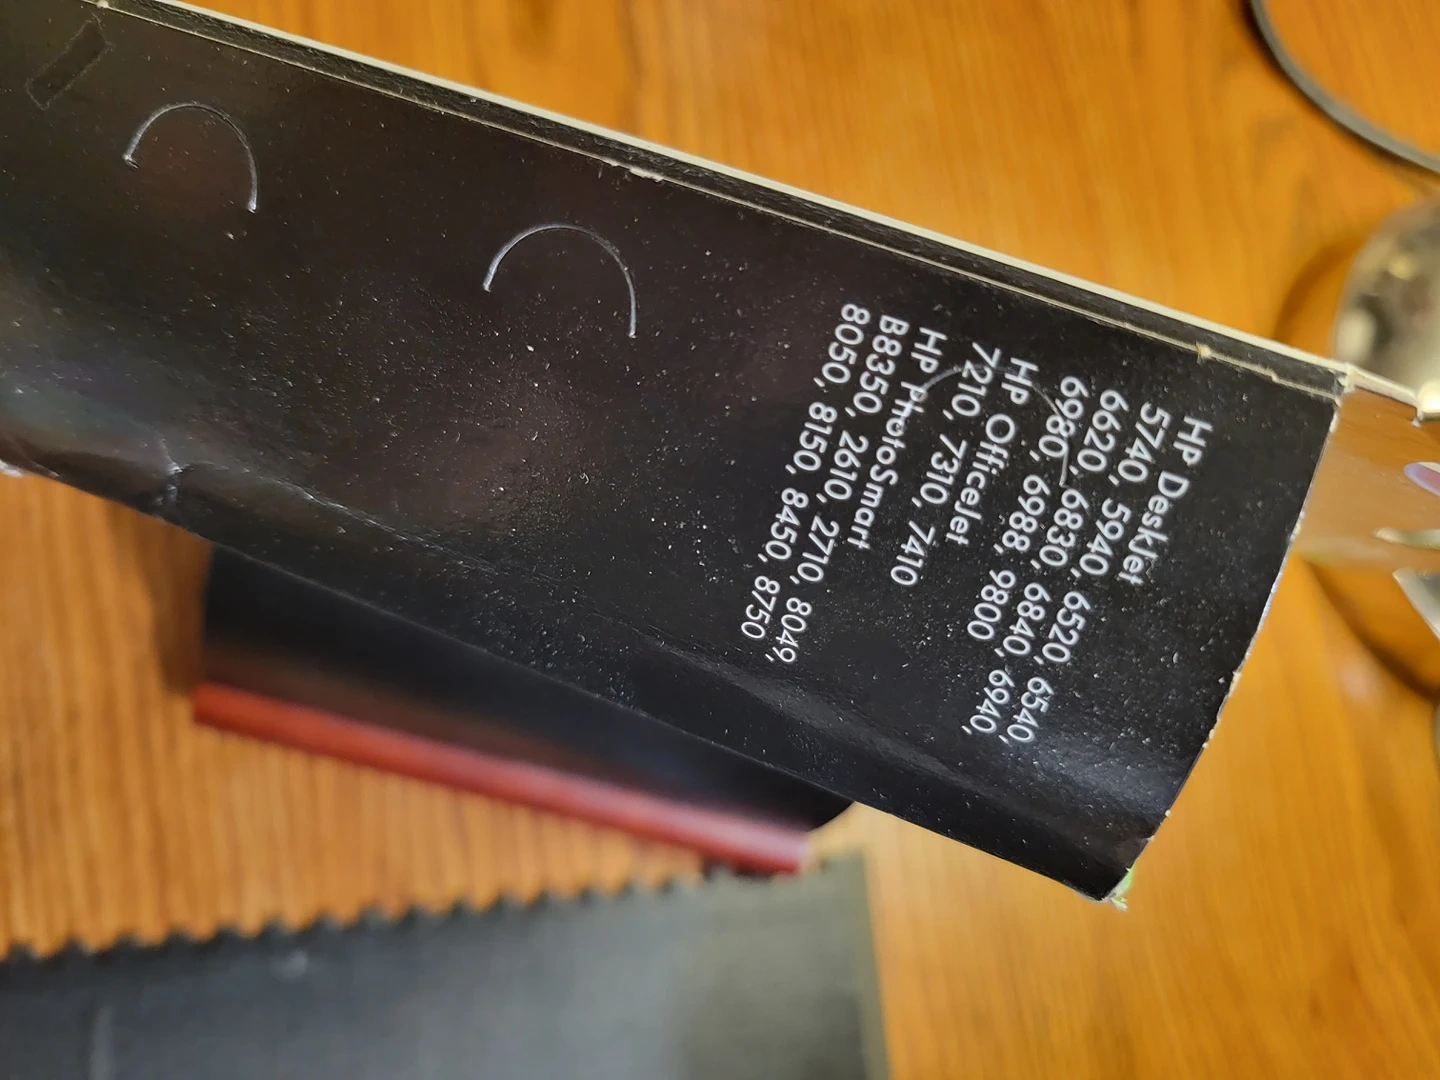 HP DeskJet
5740, 5940, 6520, 6540,
6620, 6830, 6840, 6940,
6980, 6988, 9800
HP OfficeJet
7210, 7310, 7410
HP PhotoSmart
B8350, 2610, 2710, 8049,
8050, 8150, 8450, 8750